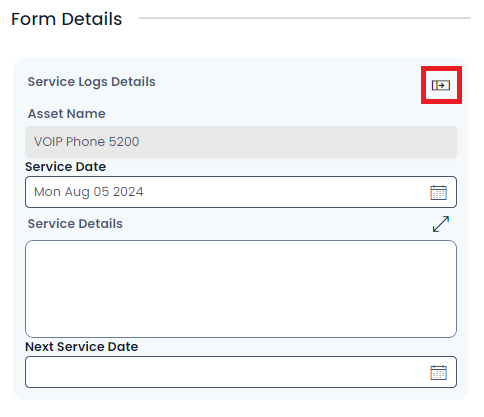 Form Details
Service Logs Details
Asset Name
VOIP Phone 5200
Service Date
Mon Aug 05 2024
Service Details
Next Service Date